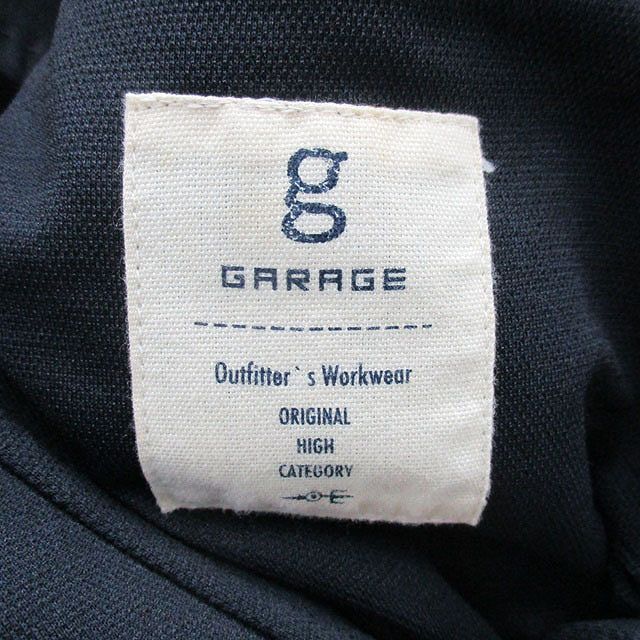 g
GARAGE
Outfitter`s Workwear
ORIGINAL
HIGH
CATEGORY